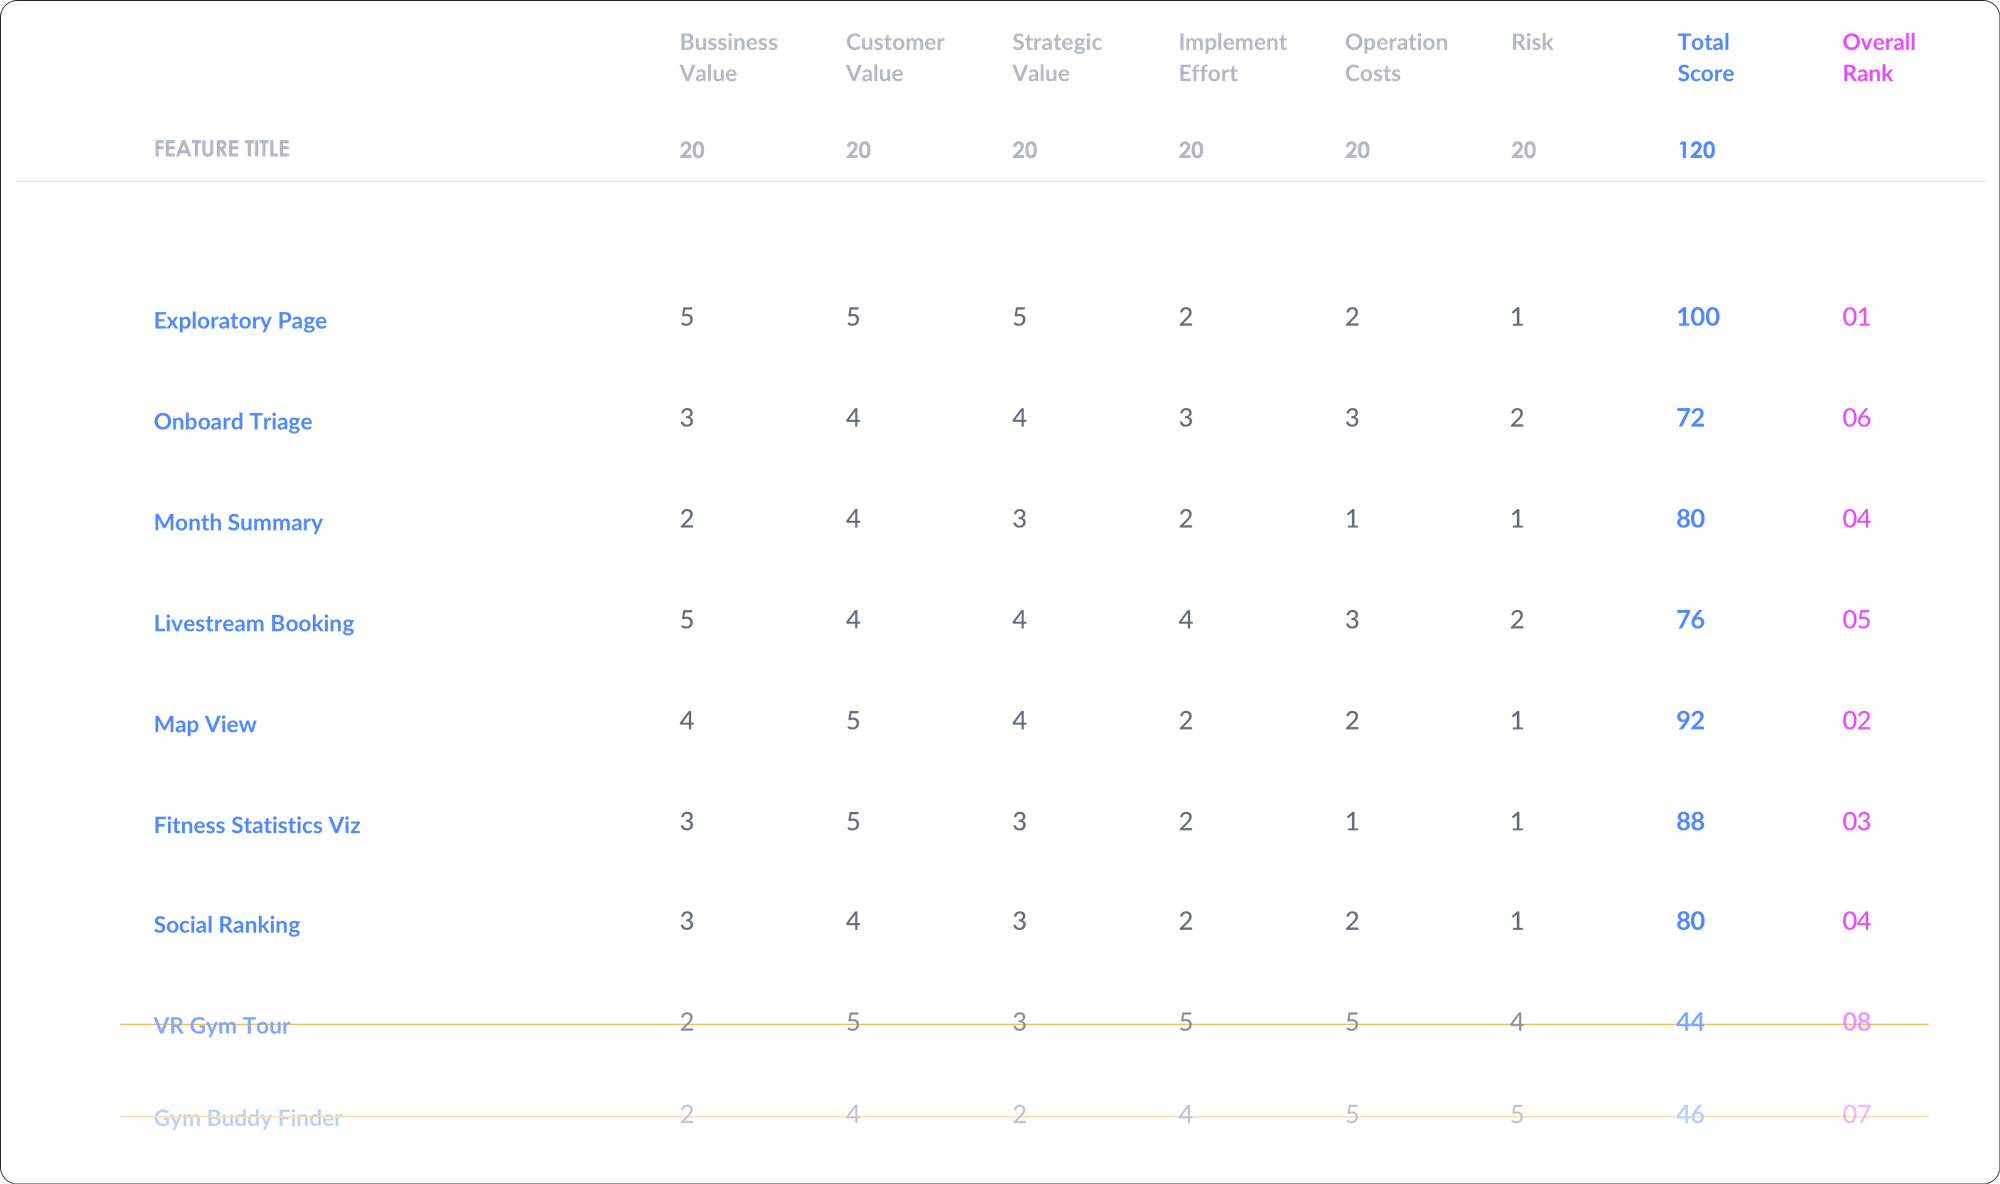 Bussiness Value Customer Value Strategic Value Implement Effort Operation Costs Risk Total Score Overall Rank
FEATURE TITLE 20 20 20 20 20 20 120
Exploratory Page 5 5 5 2 2 1 100 01
Onboard Triage 3 4 4 3 3 2 72 06
Month Summary 2 4 3 2 1 1 80 04
Livestream Booking 5 4 4 4 3 2 76 05
Map View 4 5 4 2 2 1 92 02
Fitness Statistics Viz 3 5 3 2 1 1 88 03
Social Ranking 3 4 3 2 2 1 80 04
VR Gym Tour 2 5 3 5 5 4 44 08
Gym Buddy Finder 2 4 2 4 5 5 46 07